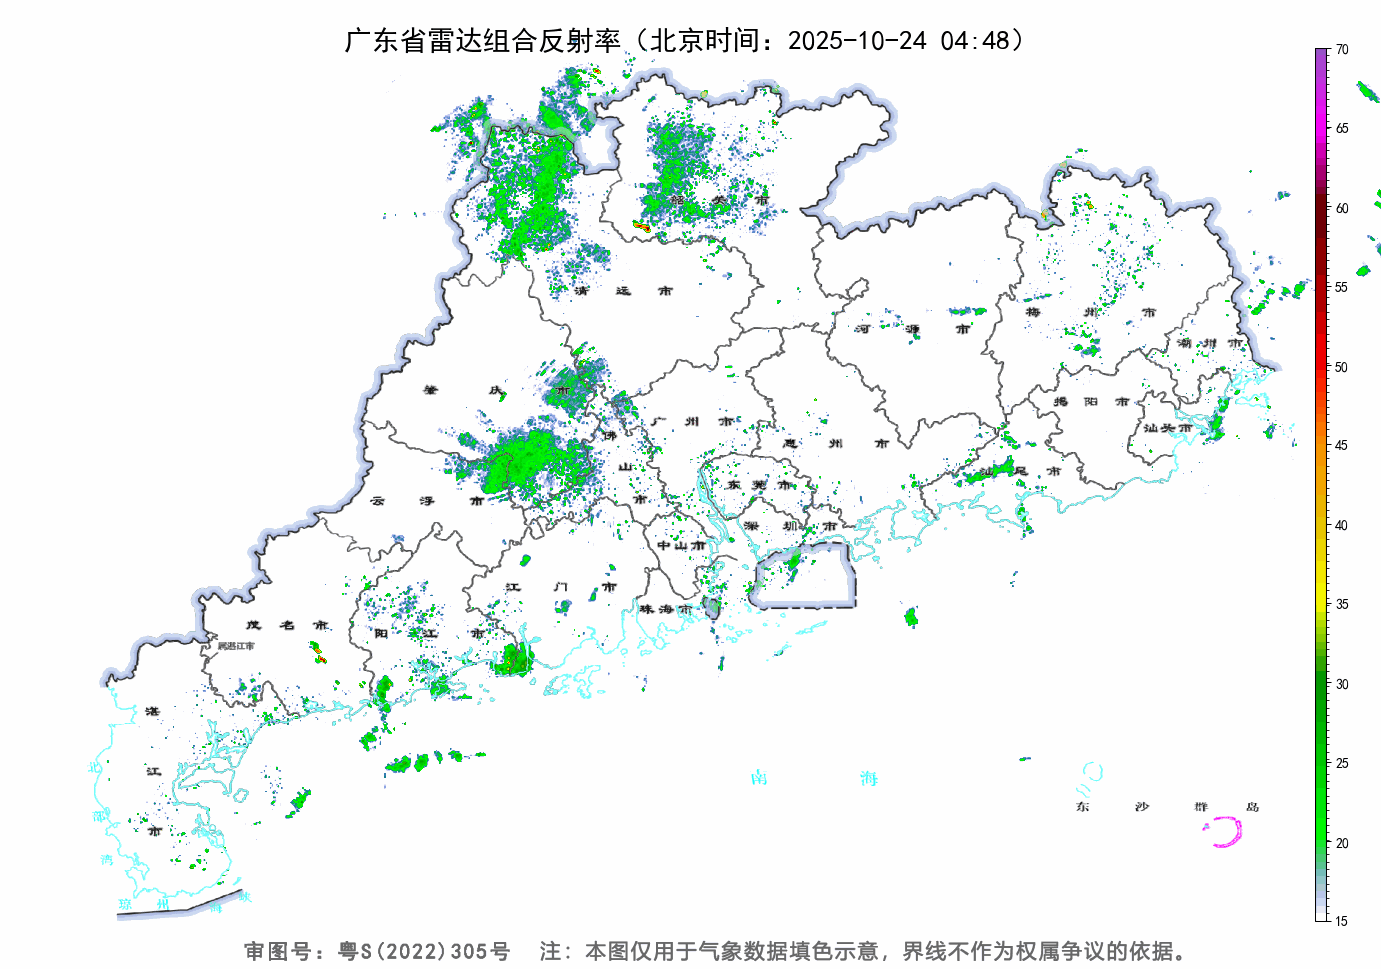 广东省雷达组合反射率（北京时间：2025-10-24 04:48）
70
65
60
55
50
45
40
35
30
25
20
15
韶关市
清远市
河源市
梅州市
潮州市
肇庆市
揭阳市
汕头市
广州市
惠州市
佛山市
汕尾市
东莞市
云浮市
深圳市
中山市
江门市
珠海市
茂名市
阳江市
属湛江市
湛江市
北部湾
南海
东沙群岛
琼州海峡
审图号：粤S(2022)305号 注：本图仅用于气象数据填色示意，界线不作为权属争议的依据。